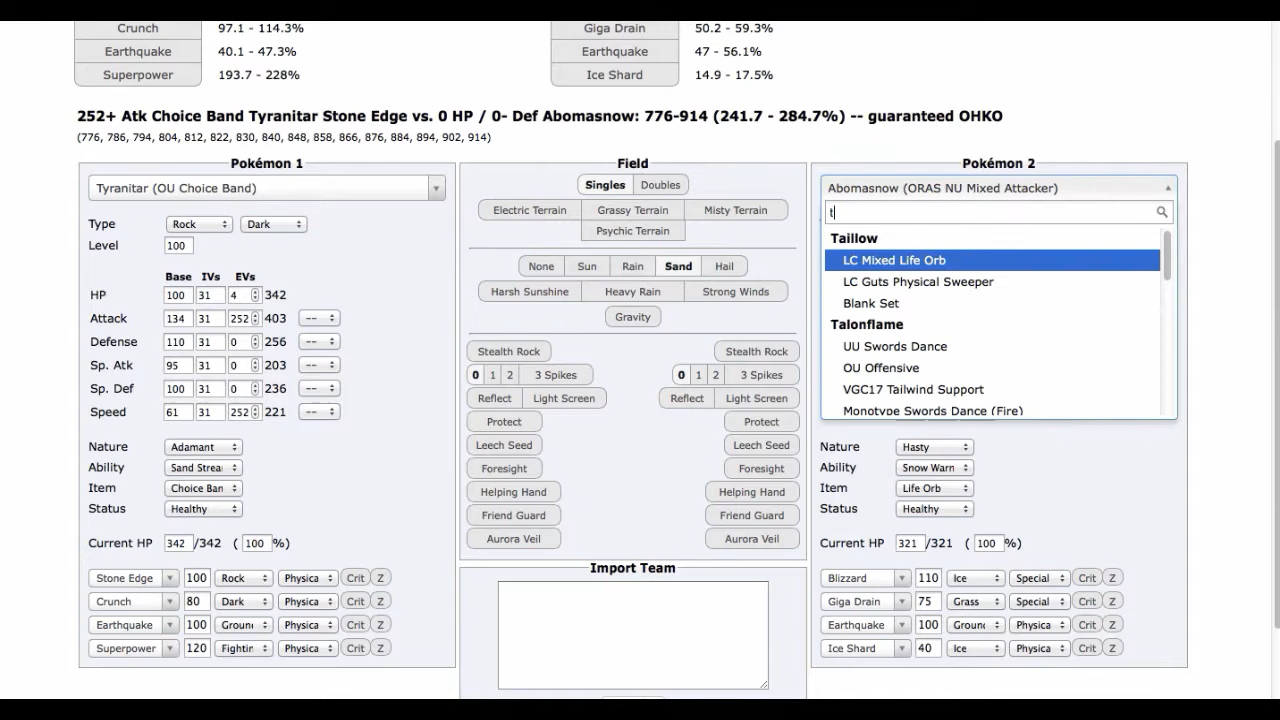 Crunch 97.1 - 114.3% Giga Drain 50.2 - 59.3%
Earthquake 40.1 - 47.3% Earthquake 47 - 56.1%
Superpower 193.7 - 228% Ice Shard 14.9 - 17.5%
252+ Atk Choice Band Tyranitar Stone Edge vs. 0 HP / 0- Def Abomasnow: 776-914 (241.7 - 284.7%) -- guaranteed OHKO
(776, 786, 794, 804, 812, 822, 830, 840, 848, 858, 866, 876, 884, 894, 902, 914)
Pokémon 1
Tyranitar (OU Choice Band)
Type Rock Dark
Level 100
Base IVs EVs
HP 100 31 4 342
Attack 134 31 252 403 --
Defense 110 31 0 256 --
Sp. Atk 95 31 0 203 --
Sp. Def 100 31 0 236 --
Speed 61 31 252 221 --
Nature Adamant
Ability Sand Strea
Item Choice Ban
Status Healthy
Current HP 342 /342 ( 100 %)
Stone Edge 100 Rock Physica Crit Z
Crunch 80 Dark Physica Crit Z
Earthquake 100 Groun Physica Crit Z
Superpower 120 Fightin Physica Crit Z
Field
Singles Doubles
Electric Terrain Grassy Terrain Misty Terrain
Psychic Terrain
None Sun Rain Sand Hail
Harsh Sunshine Heavy Rain Strong Winds
Gravity
Stealth Rock Stealth Rock
0 1 2 3 Spikes 0 1 2 3 Spikes
Reflect Light Screen Reflect Light Screen
Protect Protect
Leech Seed Leech Seed
Foresight Foresight
Helping Hand Helping Hand
Friend Guard Friend Guard
Aurora Veil Aurora Veil
Import Team
Pokémon 2
Abomasnow (ORAS NU Mixed Attacker)
t
Taillow
LC Mixed Life Orb
LC Guts Physical Sweeper
Blank Set
Talonflame
UU Swords Dance
OU Offensive
VGC17 Tailwind Support
Monotype Swords Dance (Fire)
Nature Hasty
Ability Snow Warn
Item Life Orb
Status Healthy
Current HP 321 /321 ( 100 %)
Blizzard 110 Ice Special Crit Z
Giga Drain 75 Grass Special Crit Z
Earthquake 100 Groun Physica Crit Z
Ice Shard 40 Ice Physica Crit Z